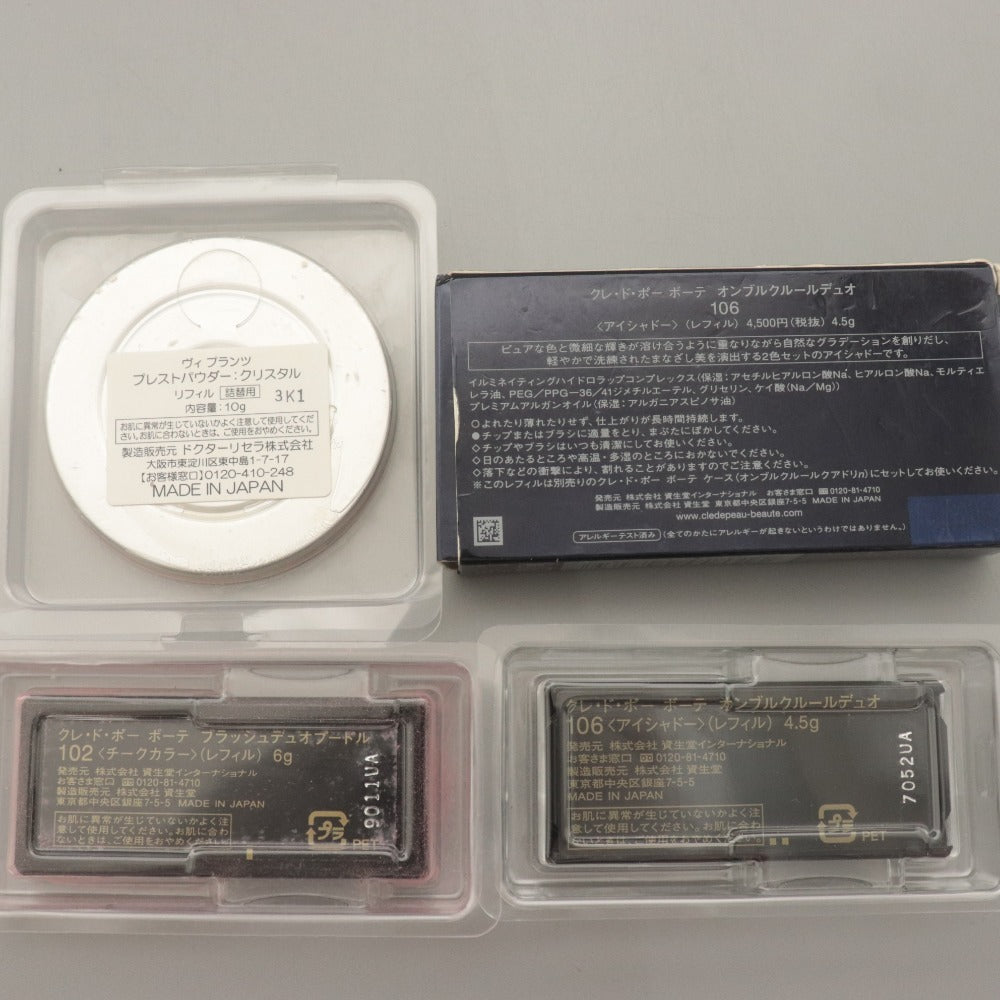 ヴィ プランツ
プレストパウダー:クリスタル
リフィル 詰替用 3K1
内容量:10g
お肌に異常が生じていないかよく注意して使用してくだ
さい。お肌に合わないときは、ご使用をおやめください。
製造販売元 ドクターリセラ株式会社
大阪市東淀川区東中島1-7-17
【お客様窓口】0120-410-248
MADE IN JAPAN
クレ・ド・ポー ボーテ オンブルクルールデュオ
106
〈アイシャドー〉(レフィル) 4,500円(税抜) 4.5g
ピュアな色と微細な輝きが溶け合うように重なりながら自然なグラデーションを創りだし、
軽やかで洗練されたまなざし美を演出する2色セットのアイシャドーです。
イルミネイティングハイドロラップコンプレックス(保湿:アセチルヒアルロン酸Na、ヒアルロン酸Na、モルティエ
レラ油、PEG/PPG-36/41ジメチルエーテル、グリセリン、ケイ酸(Na/Mg))
プレミアムアルガンオイル(保湿:アルガニアスピノサ油)
○よれたり薄れたりせず、仕上がりが長時間持続します。
●チップまたはブラシに適量をとり、まぶたにぼかしてください。
◇チップやブラシはいつも清潔にしてお使いください。
◇日のあたるところや高温・多湿のところにおかないでください。
◇落下などの衝撃により、割れることがありますのでご注意ください。
※このレフィルは別売りのクレ・ド・ポー ボーテ ケース(オンブルクルールクアドリn)にセットしてお使いください。
発売元 株式会社 資生堂インターナショナル お客さま窓口 0120-81-4710
製造販売元 株式会社 資生堂 東京都中央区銀座7-5-5 MADE IN JAPAN
www.cledepeau-beaute.com
アレルギーテスト済み (全てのかたにアレルギーが起きないというわけではありません。)
クレ・ド・ポー ボーテ ブラッシュデュオプードル
102〈チークカラー〉(レフィル) 6g
発売元 株式会社 資生堂インターナショナル
お客さま窓口 0120-81-4710
製造販売元 株式会社 資生堂
東京都中央区銀座7-5-5 MADE IN JAPAN
お肌に異常が生じていないかよく注
意して使用してください。お肌に合わ
ないときは、ご使用をおやめください
プラ
PET
9011UA
クレ・ド・ポー ボーテ オンブルクルールデュオ
106〈アイシャドー〉(レフィル) 4.5g
発売元 株式会社 資生堂インターナショナル
お客さま窓口 0120-81-4710
製造販売元 株式会社 資生堂
東京都中央区銀座7-5-5
MADE IN JAPAN
お肌に異常が生じていないかよく注
意して使用してください。お肌に合わ
ないときは、ご使用をおやめください
プラ
PET
7052UA